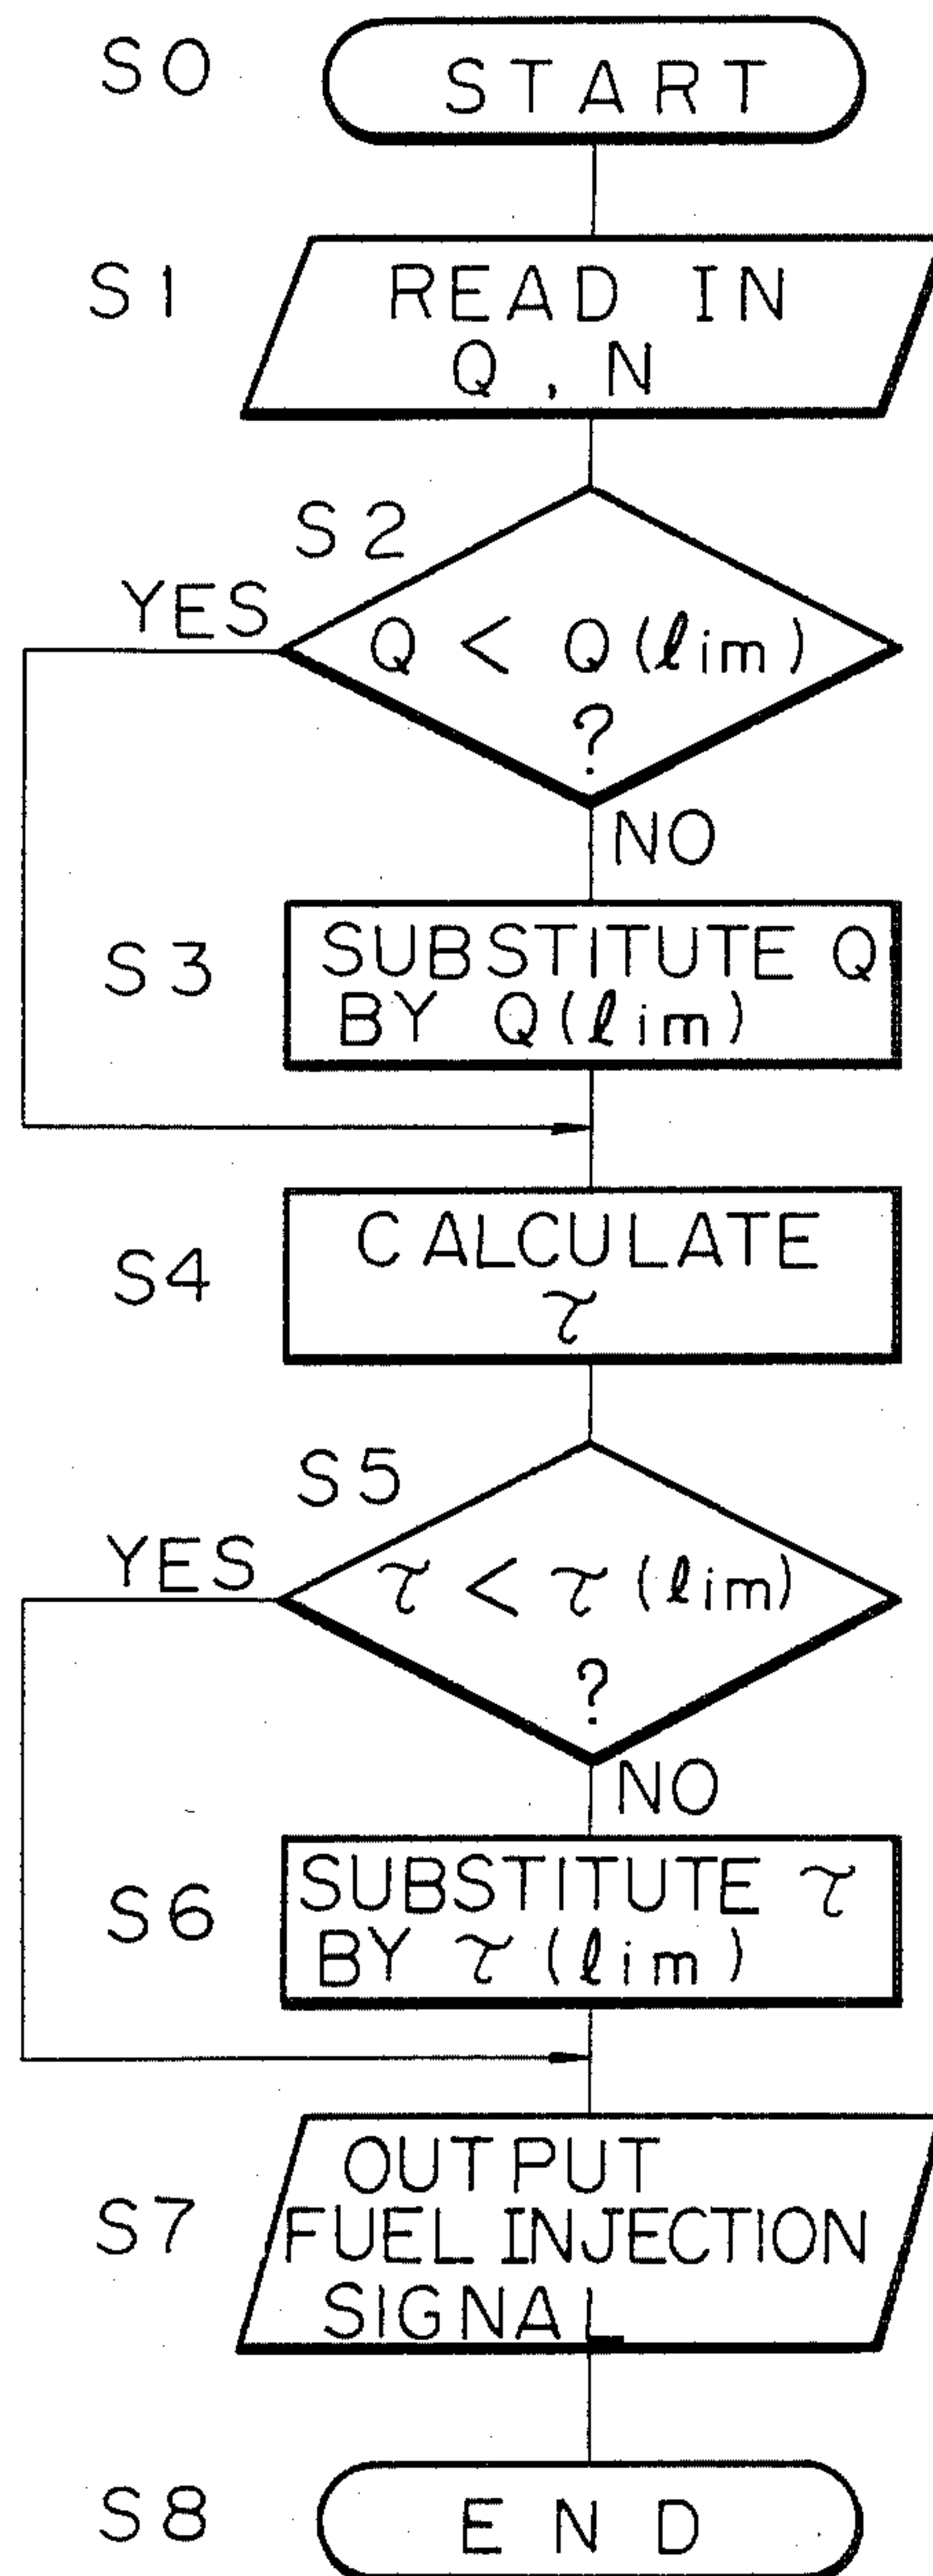 S0
START
S1
READ IN
Q, N
S2
YES
Q < Q(lim)
?
NO
S3
SUBSTITUTE Q
BY Q(lim)
S4
CALCULATE
τ
S5
YES
τ < τ(lim)
?
NO
S6
SUBSTITUTE τ
BY τ(lim)
S7
OUTPUT
FUEL INJECTION
SIGNAL
S8
END